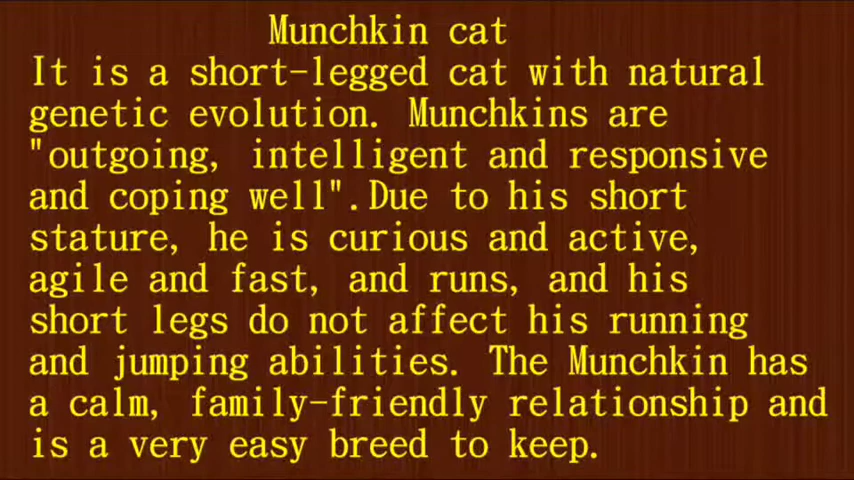 Munchkin cat
It is a short-legged cat with natural
genetic evolution. Munchkins are
"outgoing, intelligent and responsive
and coping well".Due to his short
stature, he is curious and active,
agile and fast, and runs, and his
short legs do not affect his running
and jumping abilities. The Munchkin has
a calm, family-friendly relationship and
is a very easy breed to keep.